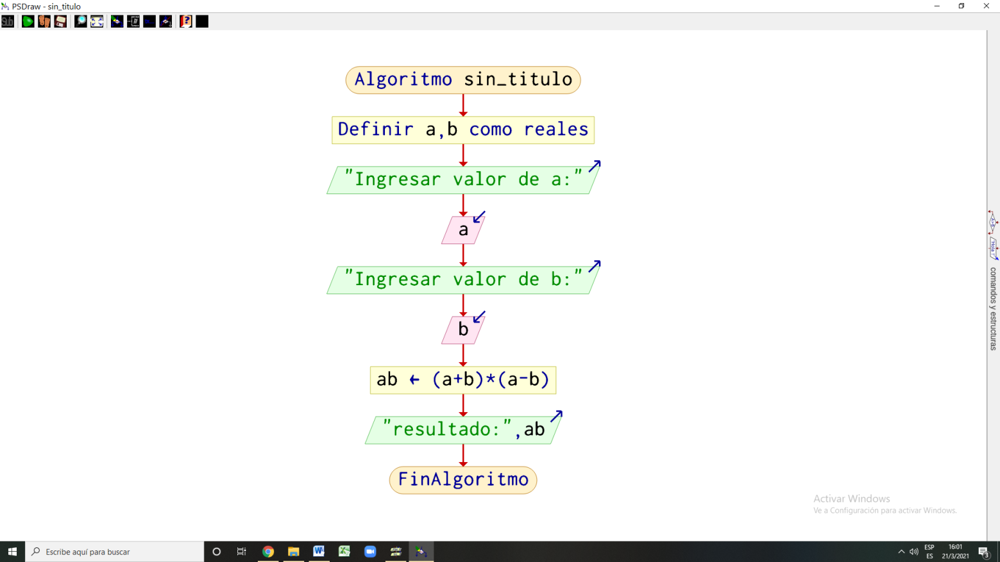 PSDraw - sin_titulo
Algoritmo sin_titulo
Definir a,b como reales
"Ingresar valor de a:"
a
"Ingresar valor de b:"
b
ab ← (a+b)*(a-b)
"resultado:",ab
FinAlgoritmo
comandos y estructuras
Activar Windows
Ve a Configuración para activar Windows.
Escribe aquí para buscar
ESP
ES
16:01
21/3/2021
3